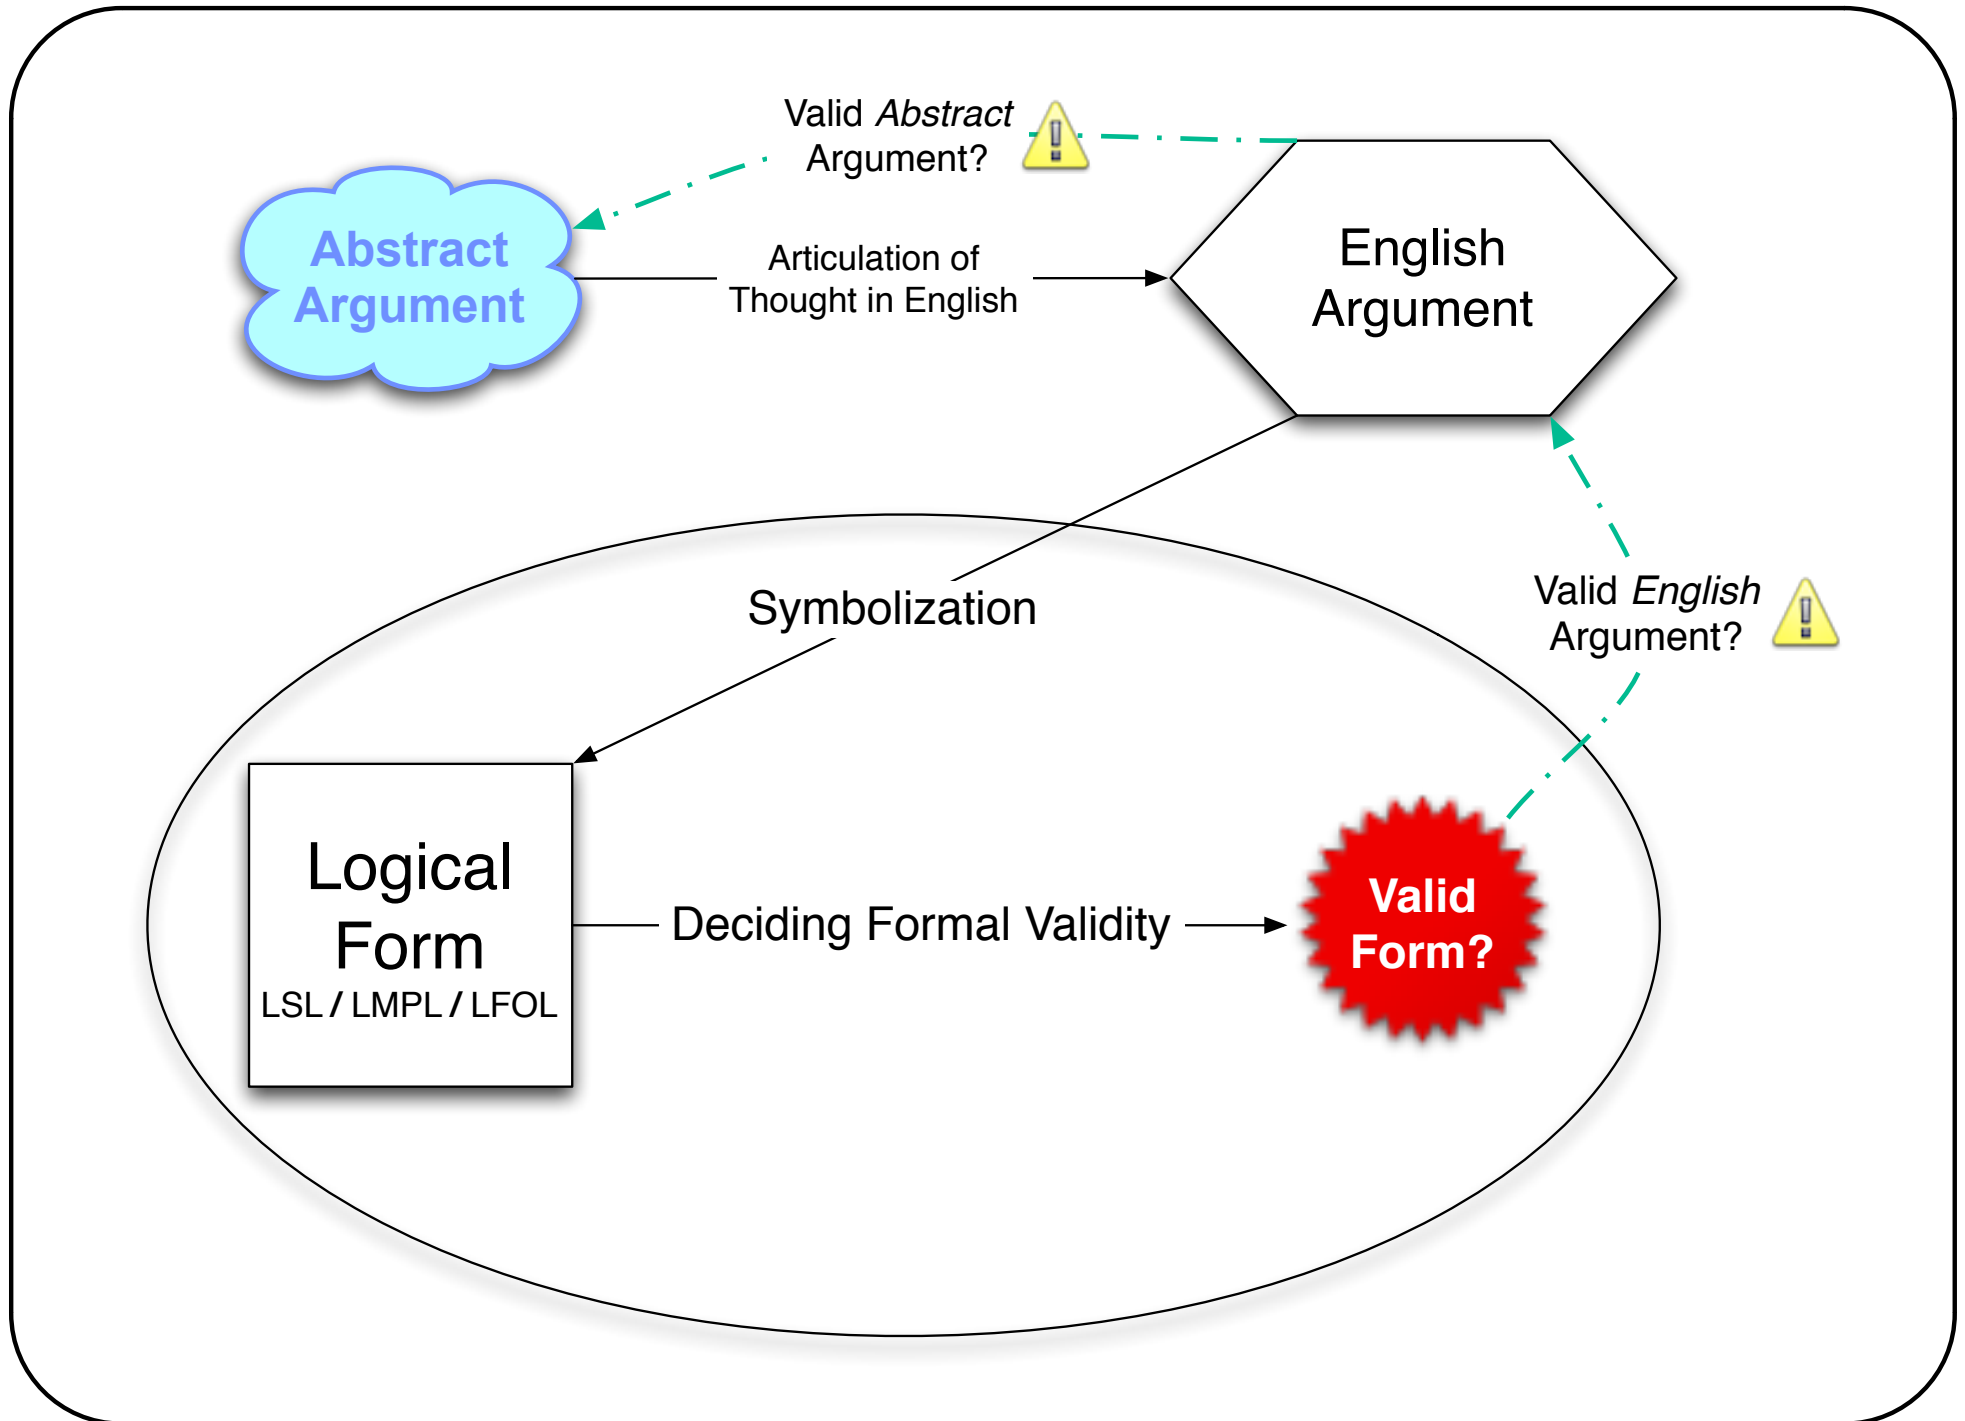 Valid Abstract
Argument?
Abstract
Argument
Articulation of
Thought in English
English
Argument
Symbolization
Valid English
Argument?
Logical
Form
LSL / LMPL / LFOL
Deciding Formal Validity
Valid
Form?